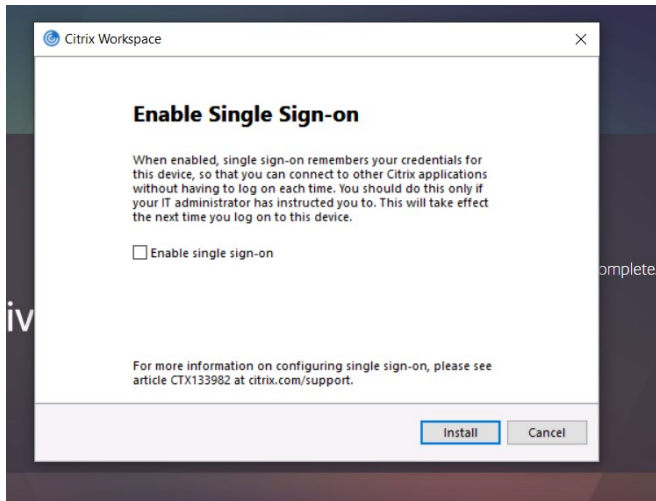 Citrix Workspace
Enable Single Sign-on
When enabled, single sign-on remembers your credentials for
this device, so that you can connect to other Citrix applications
without having to log on each time. You should do this only if
your IT administrator has instructed you to. This will take effect
the next time you log on to this device.
Enable single sign-on
omplete
iv
For more information on configuring single sign-on, please see
article CTX133982 at citrix.com/support.
Install Cancel